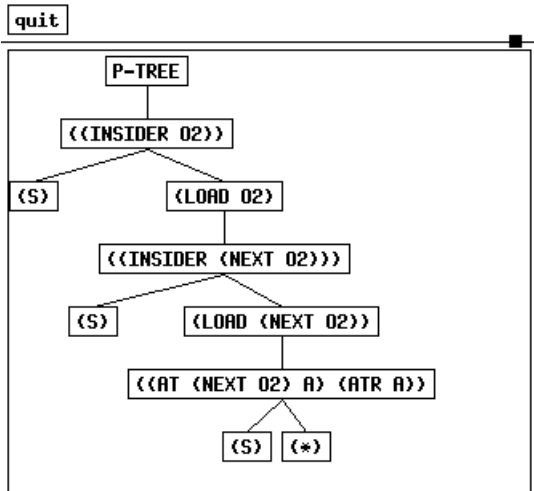 quit
P-TREE
((INSIDER O2))
(S) (LOAD O2)
((INSIDER (NEXT O2)))
(S) (LOAD (NEXT O2))
((AT (NEXT O2) A) (ATR A))
(S) (*)